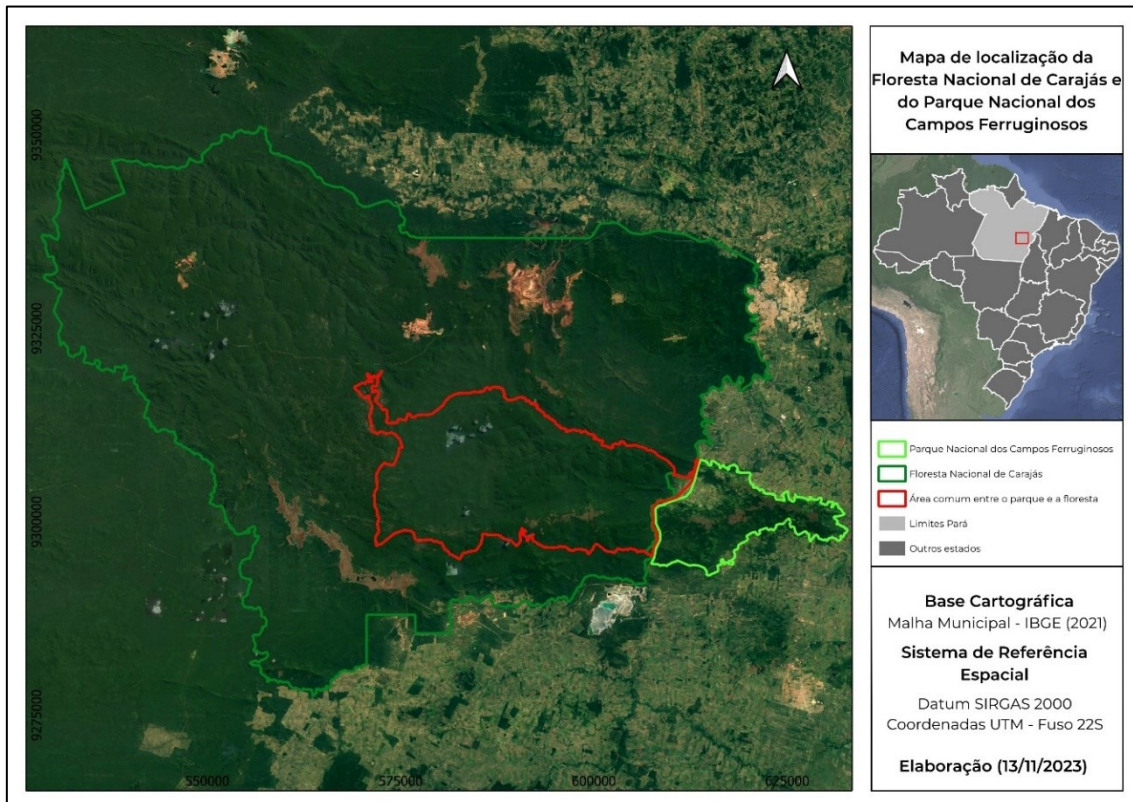 Mapa de localização da
Floresta Nacional de Carajás e
do Parque Nacional dos
Campos Ferruginosos
9350000
9325000
9300000
9275000
550000
575000
600000
625000
Parque Nacional dos Campos Ferruginosos
Floresta Nacional de Carajás
Área comum entre o parque e a floresta
Limites Pará
Outros estados
Base Cartográfica
Malha Municipal - IBGE (2021)
Sistema de Referência
Espacial
Datum SIRGAS 2000
Coordenadas UTM - Fuso 22S
Elaboração (13/11/2023)